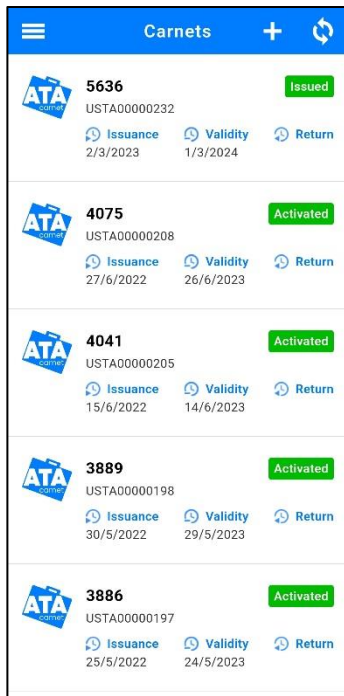 Carnets
ATA carnet
5636
Issued
USTA00000232
Issuance Validity Return
2/3/2023 1/3/2024
ATA carnet
4075
Activated
USTA00000208
Issuance Validity Return
27/6/2022 26/6/2023
ATA carnet
4041
Activated
USTA00000205
Issuance Validity Return
15/6/2022 14/6/2023
ATA carnet
3889
Activated
USTA00000198
Issuance Validity Return
30/5/2022 29/5/2023
ATA carnet
3886
Activated
USTA00000197
Issuance Validity Return
25/5/2022 24/5/2023